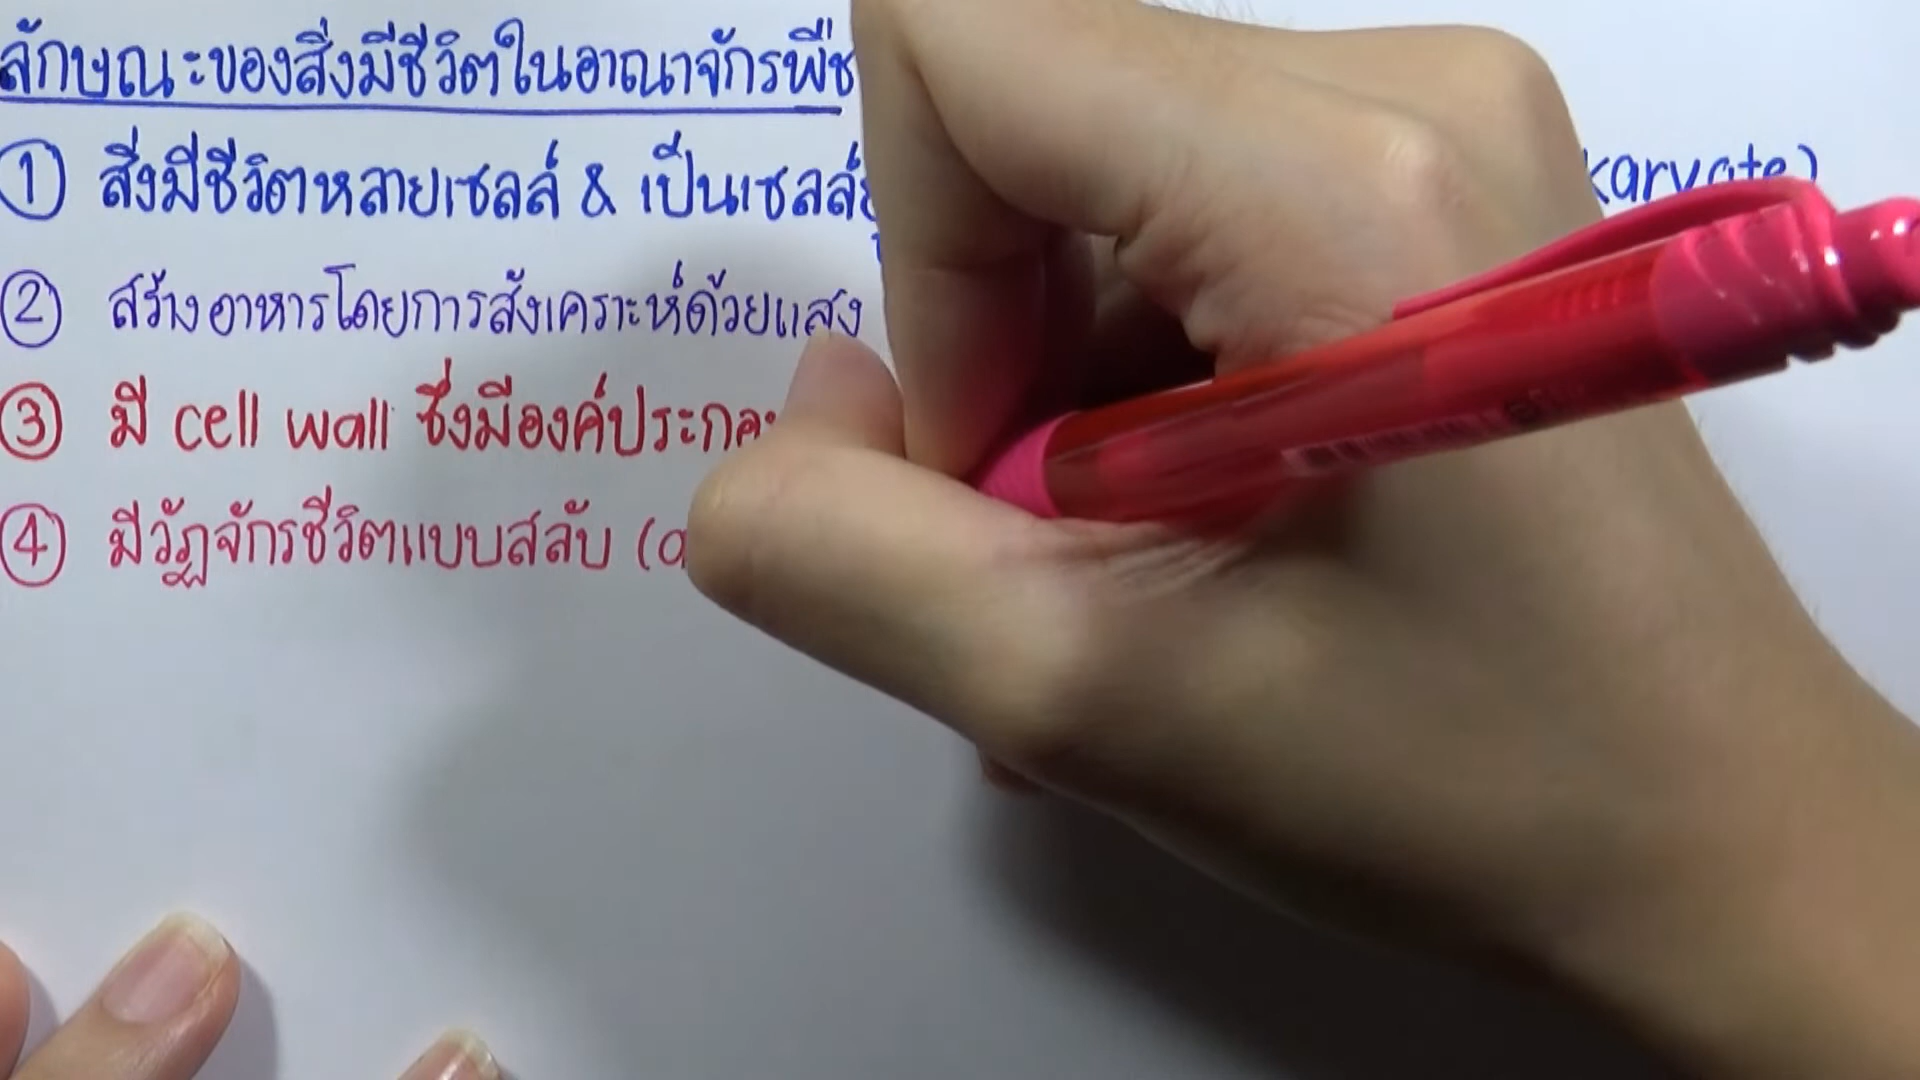 ลักษณะของสิ่งมีชีวิตในอาณาจักรพืช
① สิ่งมีชีวิตหลายเซลล์ & เป็นเซลล์ karyote)
② สร้างอาหารโดยการสังเคราะห์ด้วยแสง
③ มี cell wall ซึ่งมีองค์ประกอ
④ มีวัฏจักรชีวิตแบบสลับ (a